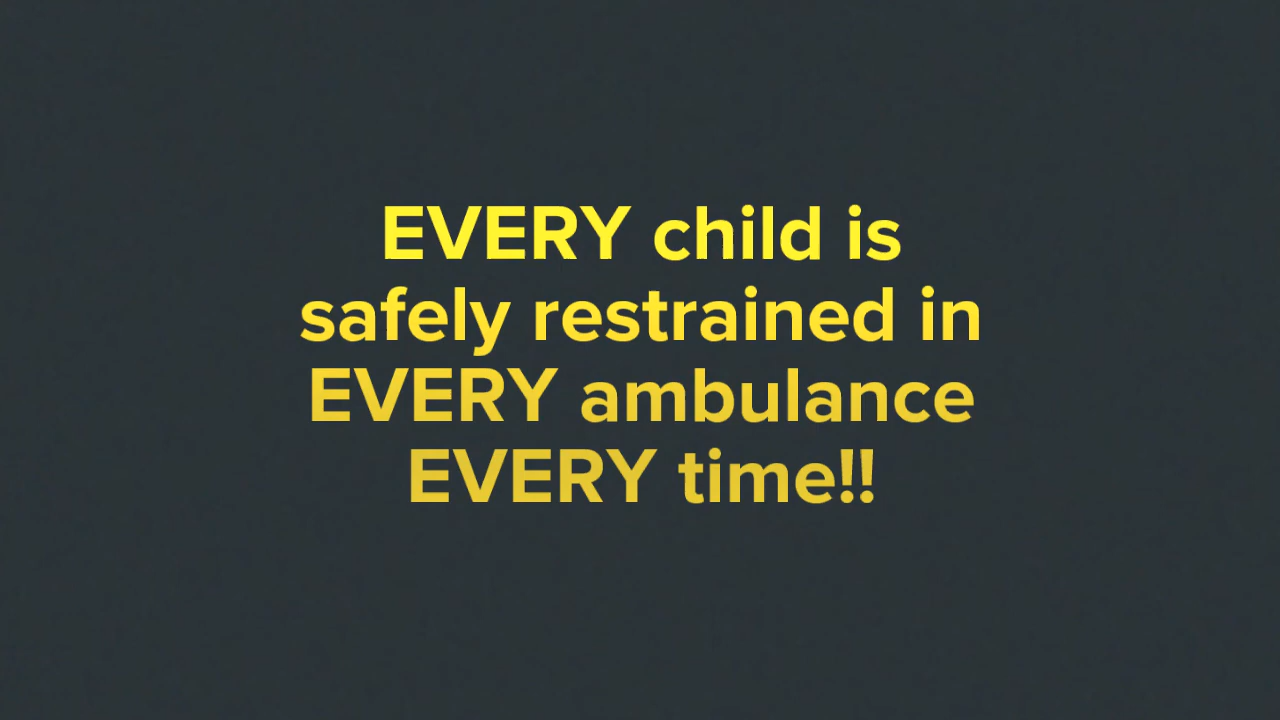 EVERY child is
safely restrained in
EVERY ambulance
EVERY time!!